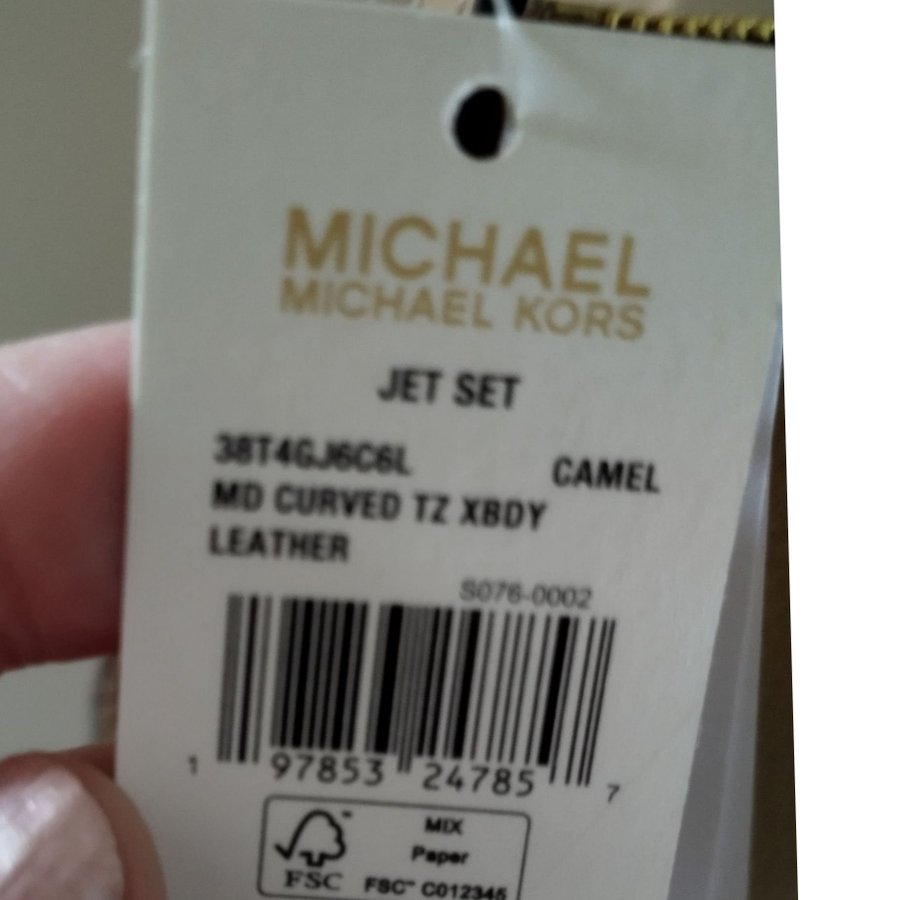 MICHAEL
MICHAEL KORS
JET SET
38T4GJ6C6L CAMEL
MD CURVED TZ XBDY
LEATHER
S076-0002
1 97853 24785 7
MIX
Paper
FSC FSC™ C012345